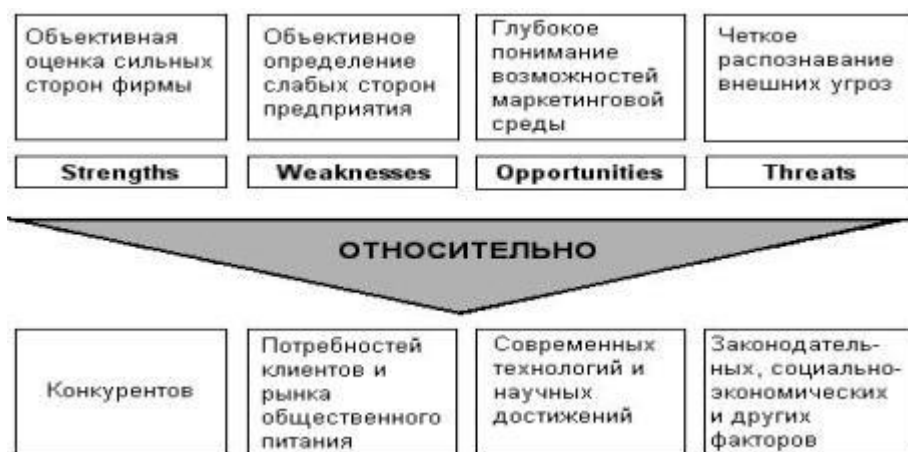 Объективная
оценка сильных
сторон фирмы
Объективное
определение
слабых сторон
предприятия
Глубокое
понимание
возможностей
маркетинговой
среды
Четкое
распознавание
внешних угроз
Strengths
Weaknesses
Opportunities
Threats
ОТНОСИТЕЛЬНО
Конкурентов
Потребностей
клиентов и
рынка
общественного
питания
Современных
технологий и
научных
достижений
Законодатель-
ных, социально-
экономических
и других
факторов